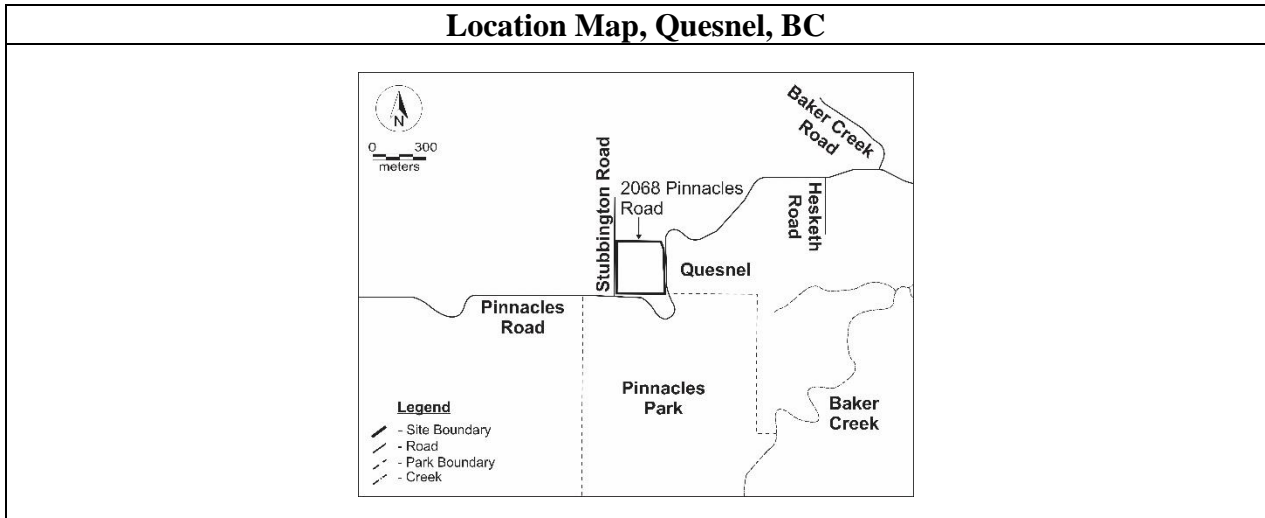 Location Map, Quesnel, BC
N
0 300
meters
Stubbington Road
2068 Pinnacles
Road
Baker Creek
Road
Hesketh
Road
Quesnel
Pinnacles
Road
Pinnacles
Park
Baker
Creek
Legend
- Site Boundary
- Road
- Park Boundary
- Creek